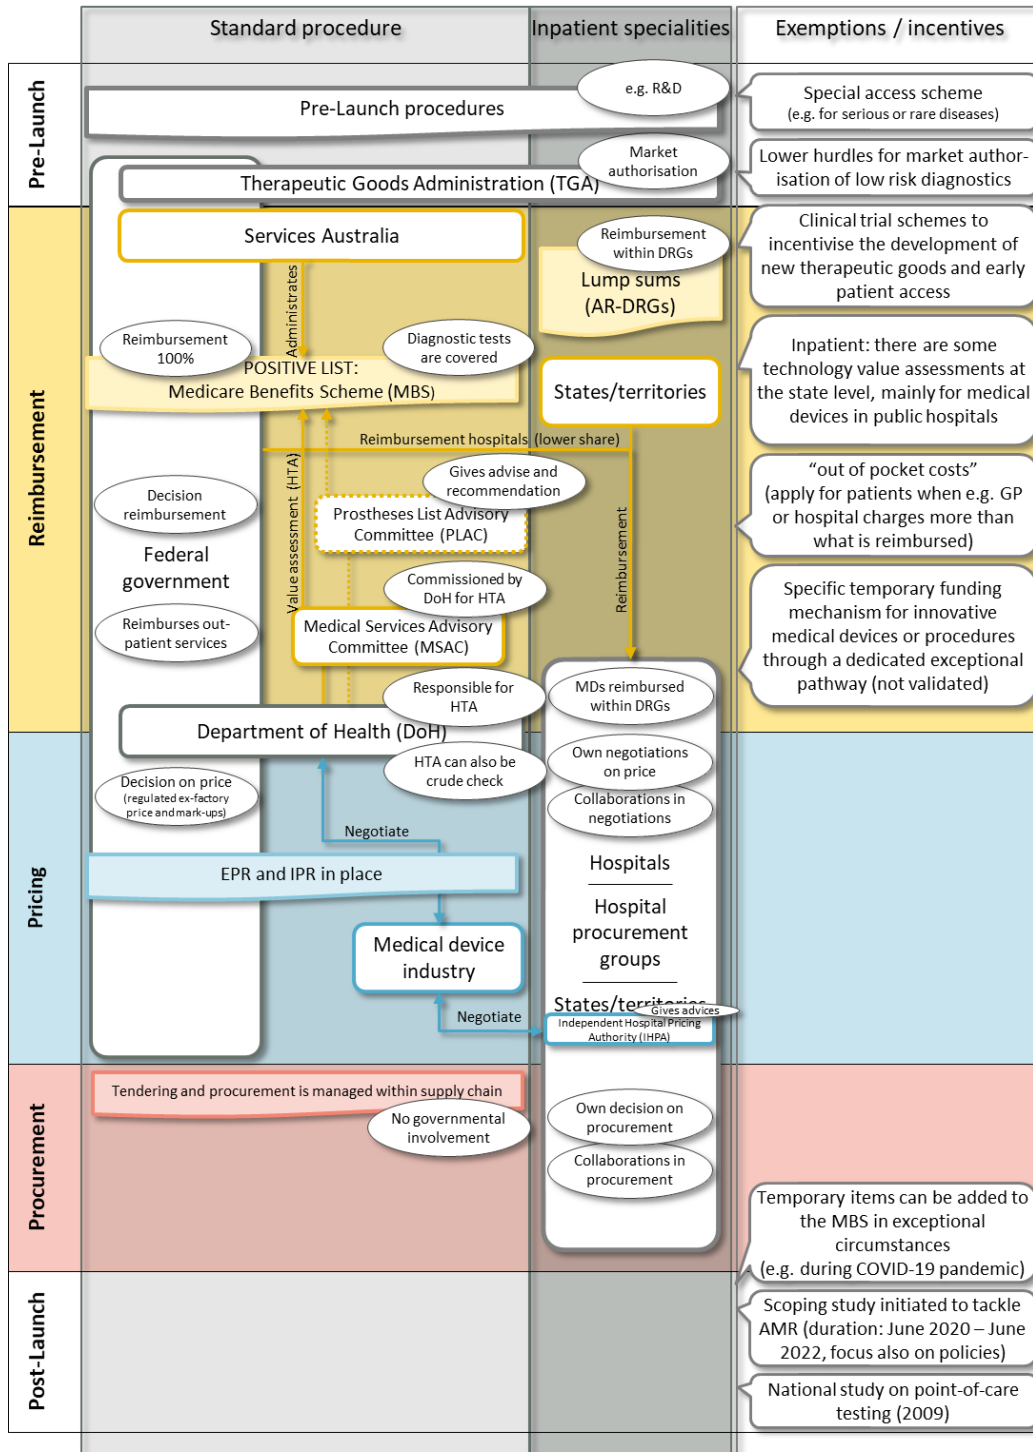 Standard procedure
Inpatient specialities
Exemptions / incentives
Pre-Launch
e.g. R&D
Pre-Launch procedures
Special access scheme
(e.g. for serious or rare diseases)
Market
authorisation
Therapeutic Goods Administration (TGA)
Lower hurdles for market author-
isation of low risk diagnostics
Reimbursement
Services Australia
Reimbursement
within DRGs
Lump sums
(AR-DRGs)
Clinical trial schemes to
incentivise the development of
new therapeutic goods and early
patient access
Administrates
Reimbursement
100%
Diagnostic tests
are covered
POSITIVE LIST:
Medicare Benefits Scheme (MBS)
States/territories
Inpatient: there are some
technology value assessments at
the state level, mainly for medical
devices in public hospitals
Reimbursement hospitals (lower share)
Value assessment (HTA)
Gives advise and
recommendation
Prostheses List Advisory
Committee (PLAC)
Decision
reimbursement
Federal
government
Reimbursement
“out of pocket costs”
(apply for patients when e.g. GP
or hospital charges more than
what is reimbursed)
Commissioned by
DoH for HTA
Medical Services Advisory
Committee (MSAC)
Reimburses out-
patient services
Specific temporary funding
mechanism for innovative
medical devices or procedures
through a dedicated exceptional
pathway (not validated)
Responsible for
HTA
MDs reimbursed
within DRGs
Department of Health (DoH)
Pricing
HTA can also be
crude check
Own negotiations
on price
Decision on price
(regulated ex-factory
price and mark-ups)
Collaborations in
negotiations
Negotiate
EPR and IPR in place
Hospitals
Hospital
procurement
groups
Medical device
industry
States/territories
Gives advices
Negotiate
Independent Hospital Pricing
Authority (IHPA)
Procurement
Tendering and procurement is managed within supply chain
No governmental
involvement
Own decision on
procurement
Collaborations in
procurement
Temporary items can be added to
the MBS in exceptional
circumstances
(e.g. during COVID-19 pandemic)
Post-Launch
Scoping study initiated to tackle
AMR (duration: June 2020 – June
2022, focus also on policies)
National study on point-of-care
testing (2009)